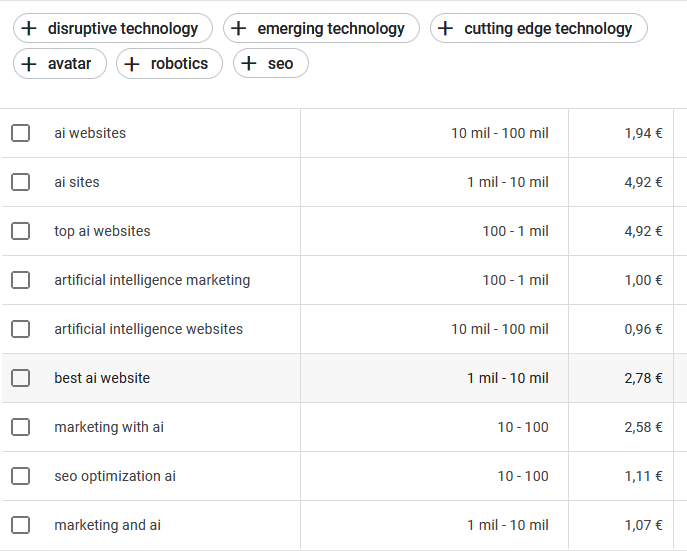 + disruptive technology + emerging technology + cutting edge technology
+ avatar + robotics + seo
ai websites 10 mil - 100 mil 1,94 €
ai sites 1 mil - 10 mil 4,92 €
top ai websites 100 - 1 mil 4,92 €
artificial intelligence marketing 100 - 1 mil 1,00 €
artificial intelligence websites 10 mil - 100 mil 0,96 €
best ai website 1 mil - 10 mil 2,78 €
marketing with ai 10 - 100 2,58 €
seo optimization ai 10 - 100 1,11 €
marketing and ai 1 mil - 10 mil 1,07 €